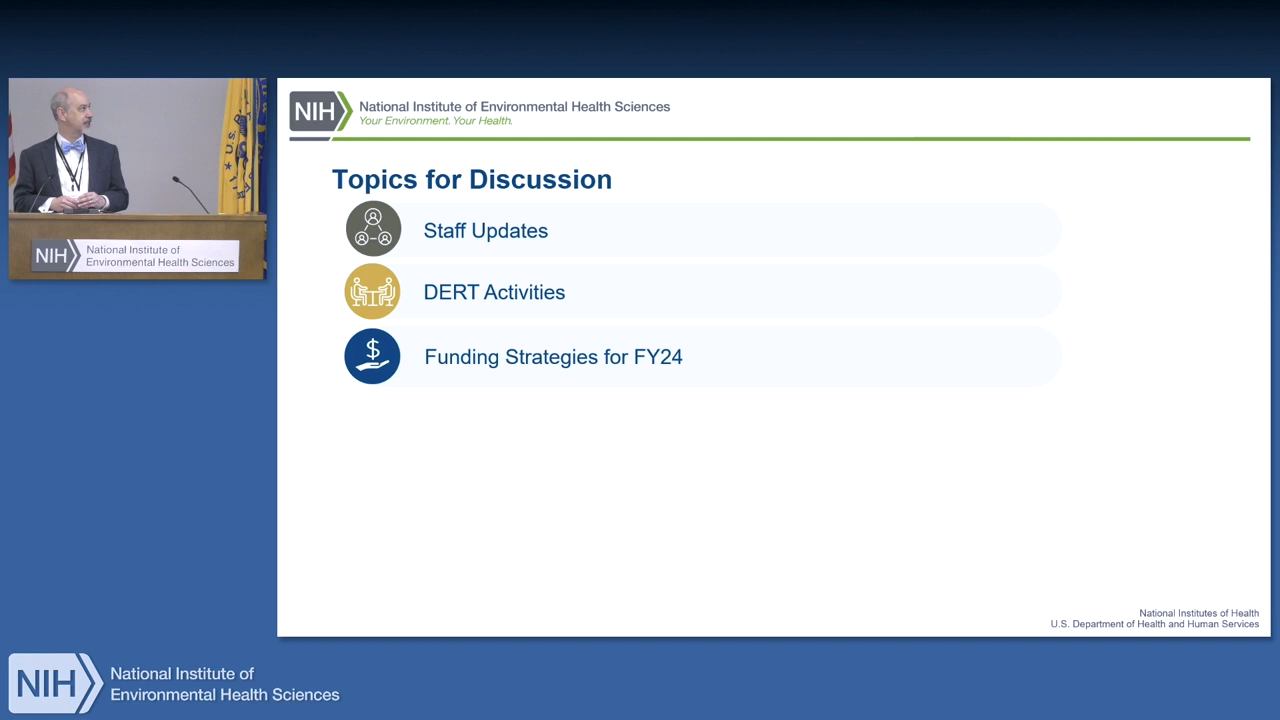 NIH
National Institute of
Environmental Health Sciences
NIH National Institute of Environmental Health Sciences
Your Environment. Your Health.
Topics for Discussion
Staff Updates
DERT Activities
$
Funding Strategies for FY24
National Institutes of Health
U.S. Department of Health and Human Services
NIH
National Institute of
Environmental Health Sciences